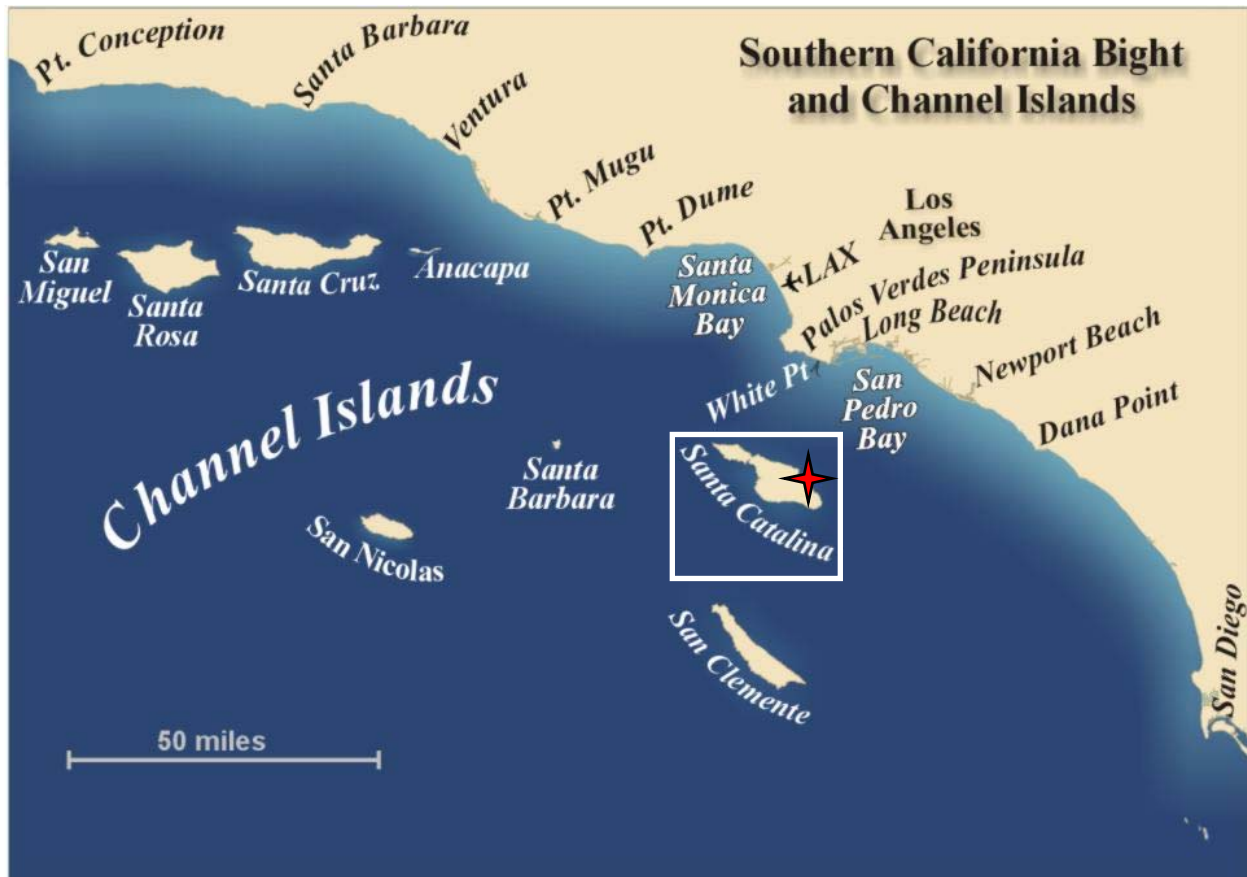 Southern California Bight
and Channel Islands
Pt. Conception
Santa Barbara
Ventura
Pt. Mugu
Pt. Dume
Los
Angeles
LAX
Palos Verdes Peninsula
Long Beach
Newport Beach
Dana Point
San Diego
Santa
Monica
Bay
White Pt
San
Pedro
Bay
San
Miguel
Santa
Rosa
Santa Cruz
Anacapa
Channel Islands
Santa
Barbara
San Nicolas
Santa Catalina
San Clemente
50 miles